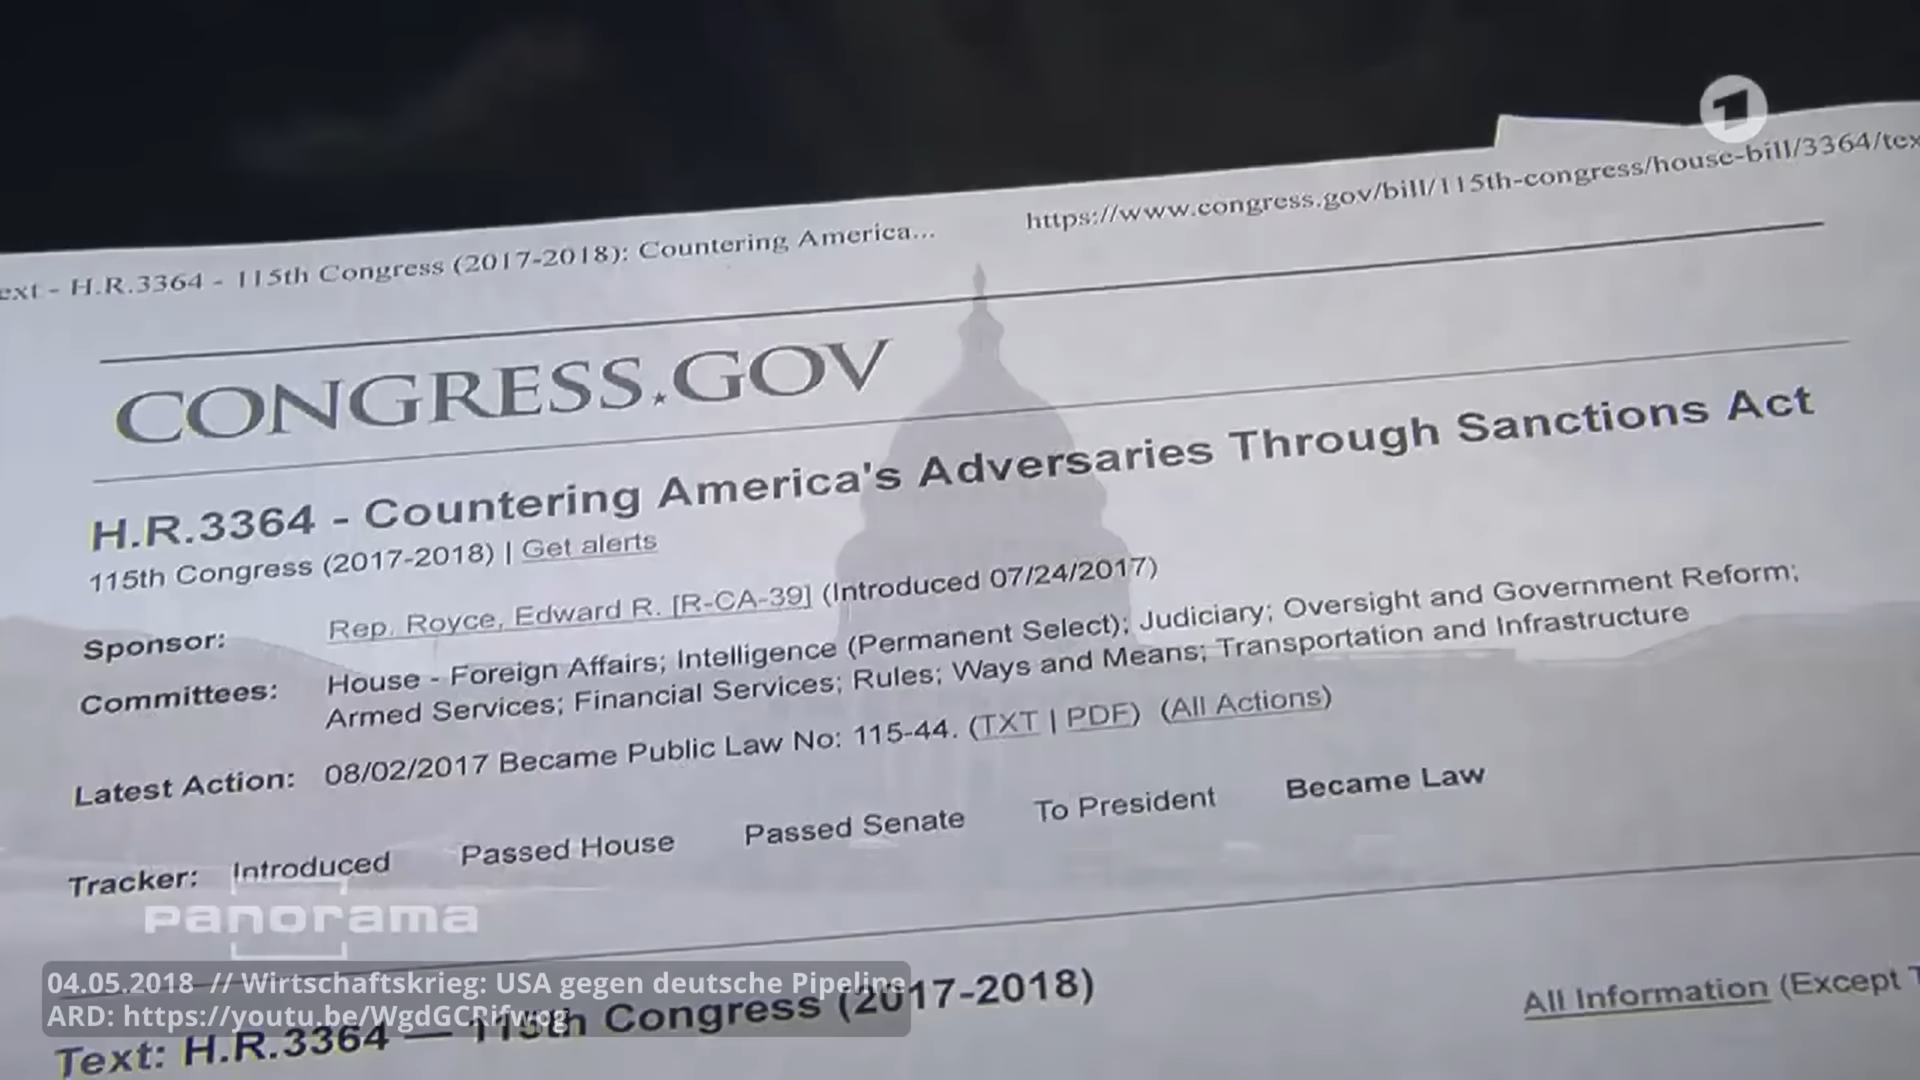 ext - H.R.3364 - 115th Congress (2017-2018): Countering America...
https://www.congress.gov/bill/115th-congress/house-bill/3364/tex
CONGRESS.GOV
H.R.3364 - Countering America's Adversaries Through Sanctions Act
115th Congress (2017-2018) | Get alerts
Sponsor: Rep. Royce, Edward R. [R-CA-39] (Introduced 07/24/2017)
Committees: House - Foreign Affairs; Intelligence (Permanent Select); Judiciary; Oversight and Government Reform;
Armed Services; Financial Services; Rules; Ways and Means; Transportation and Infrastructure
Latest Action: 08/02/2017 Became Public Law No: 115-44. (TXT | PDF) (All Actions)
Tracker: Introduced Passed House Passed Senate To President Became Law
panorama
04.05.2018 // Wirtschaftskrieg: USA gegen deutsche Pipeline
ARD: https://youtu.be/WgdGCRifwog
Text: H.R.3364 — 115th Congress (2017-2018)
All Information (Except T